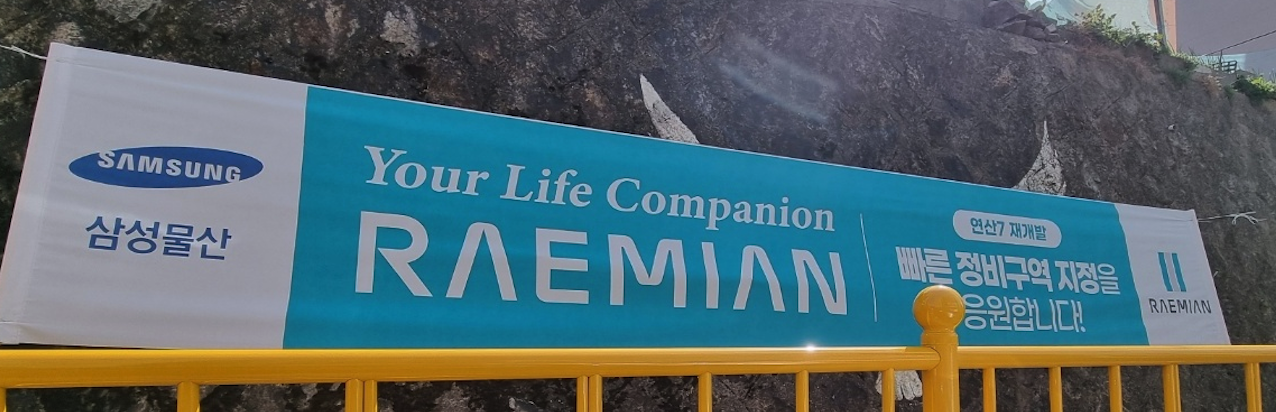 SAMSUNG
삼성물산
Your Life Companion
RAEMIAN
연산7 재개발
빠른 정비구역 지정을
응원합니다!
RAEMIAN